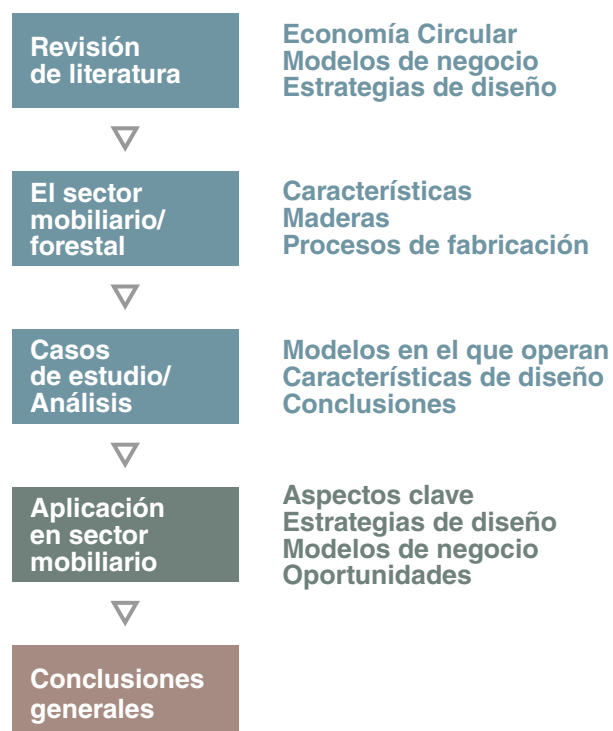 Revisión
de literatura
Economía Circular
Modelos de negocio
Estrategias de diseño
El sector
mobiliario/
forestal
Características
Maderas
Procesos de fabricación
Casos
de estudio/
Análisis
Modelos en el que operan
Características de diseño
Conclusiones
Aplicación
en sector
mobiliario
Aspectos clave
Estrategias de diseño
Modelos de negocio
Oportunidades
Conclusiones
generales